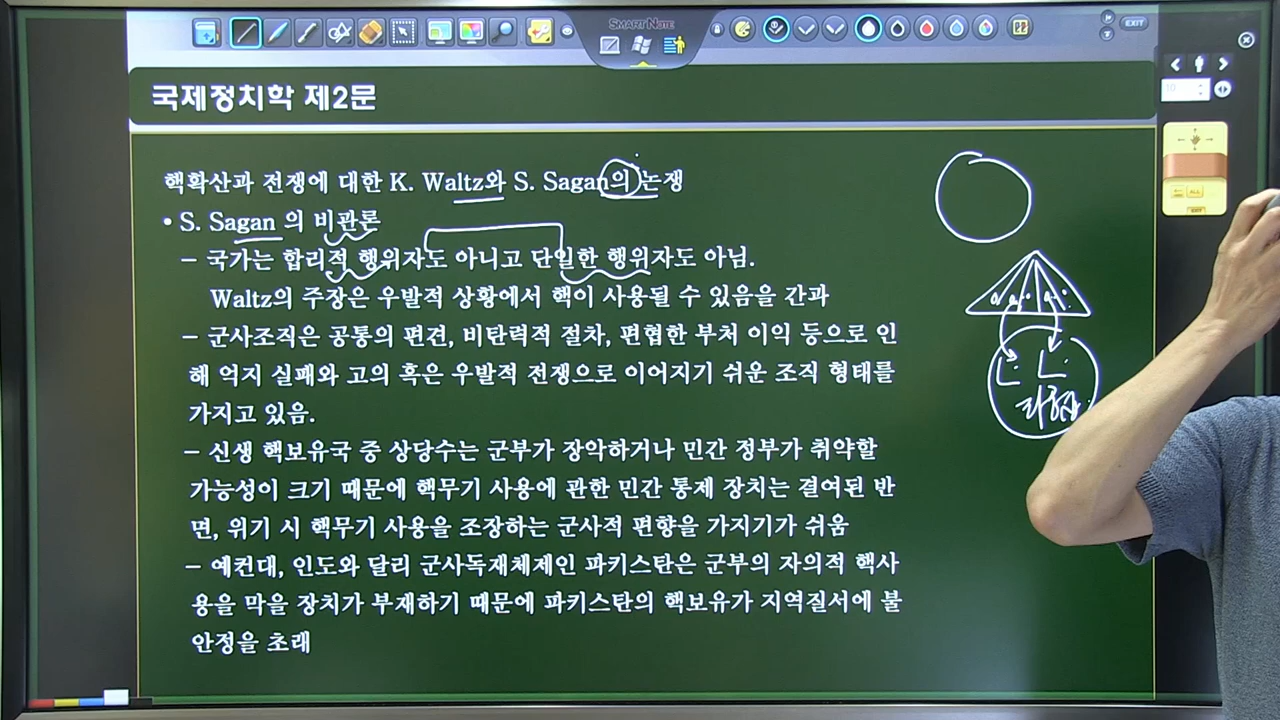 SMART NOTE
EXIT
국제정치학 제2문
10
핵확산과 전쟁에 대한 K. Waltz와 S. Sagan의 논쟁
• S. Sagan 의 비관론
– 국가는 합리적 행위자도 아니고 단일한 행위자도 아님.
Waltz의 주장은 우발적 상황에서 핵이 사용될 수 있음을 간과
– 군사조직은 공통의 편견, 비탄력적 절차, 편협한 부처 이익 등으로 인
해 억지 실패와 고의 혹은 우발적 전쟁으로 이어지기 쉬운 조직 형태를
가지고 있음.
– 신생 핵보유국 중 상당수는 군부가 장악하거나 민간 정부가 취약할
가능성이 크기 때문에 핵무기 사용에 관한 민간 통제 장치는 결여된 반
면, 위기 시 핵무기 사용을 조장하는 군사적 편향을 가지기가 쉬움
– 예컨대, 인도와 달리 군사독재체제인 파키스탄은 군부의 자의적 핵사
용을 막을 장치가 부재하기 때문에 파키스탄의 핵보유가 지역질서에 불
안정을 초래